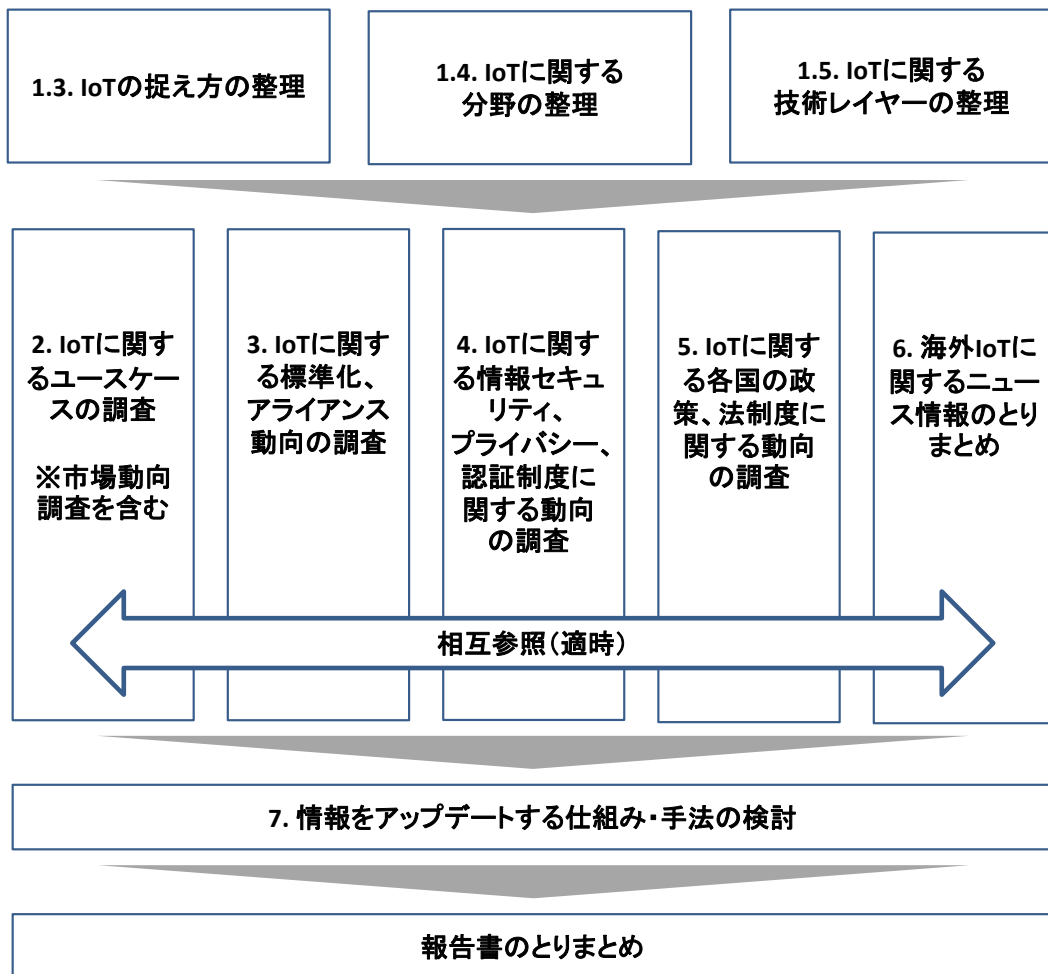 1.3. IoTの捉え方の整理
1.4. IoTに関する
分野の整理
1.5. IoTに関する
技術レイヤーの整理
2. IoTに関す
るユースケー
スの調査
※市場動向
調査を含む
3. IoTに関す
る標準化、
アライアンス
動向の調査
4. IoTに関す
る情報セキュ
リティ、
プライバシー、
認証制度に
関する動向
の調査
5. IoTに関す
る各国の政
策、法制度に
関する動向
の調査
6. 海外IoTに
関するニュー
ス情報のとり
まとめ
相互参照（適時）
7. 情報をアップデートする仕組み・手法の検討
報告書のとりまとめ